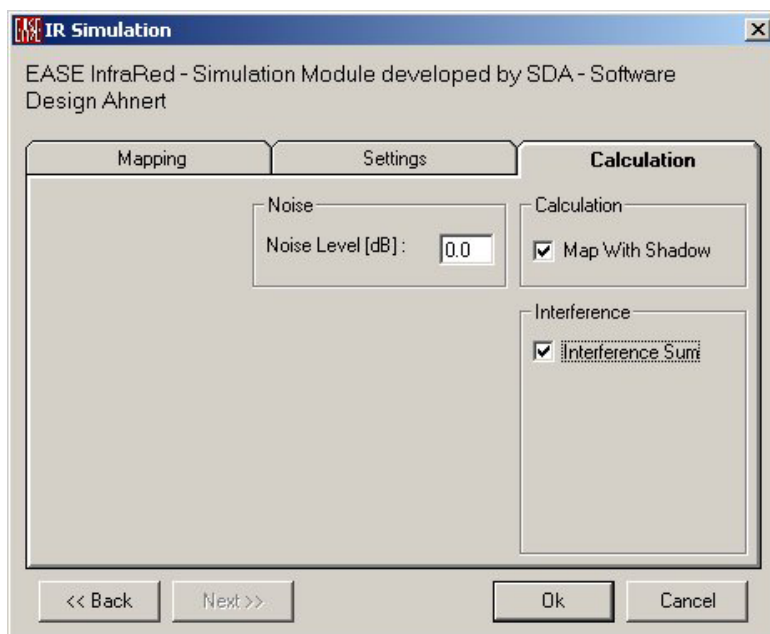 EASE IR Simulation
EASE InfraRed - Simulation Module developed by SDA - Software
Design Ahnert
Mapping
Settings
Calculation
Noise
Noise Level [dB] :
0.0
Calculation
Map With Shadow
Interference
Interference Sum
<< Back
Next >>
Ok
Cancel